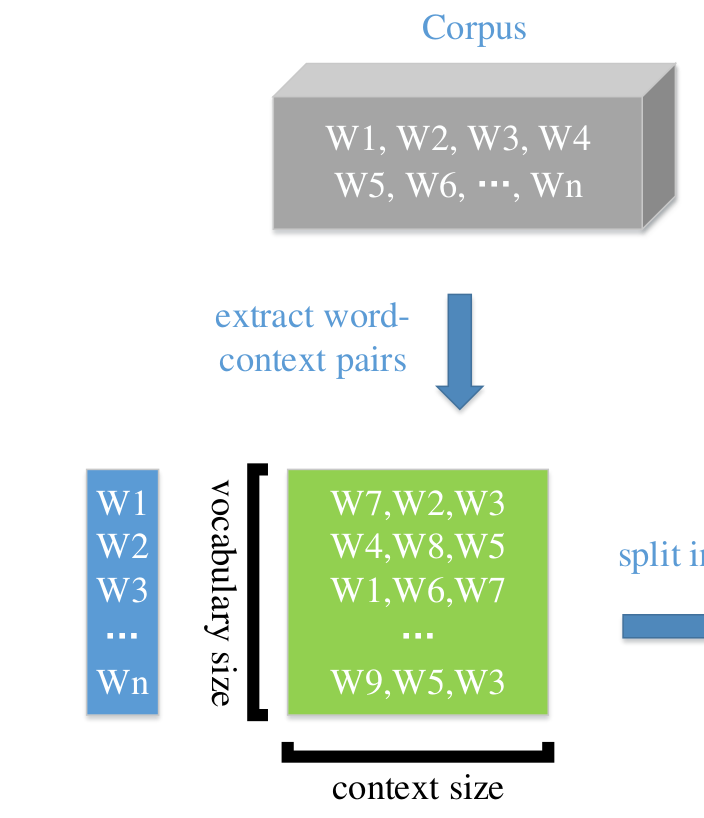 Corpus
W1, W2, W3, W4
W5, W6, ···, Wn
extract word-
context pairs
W1
W2
W3
···
Wn
vocabulary size
W7,W2,W3
W4,W8,W5
W1,W6,W7
···
W9,W5,W3
context size
split